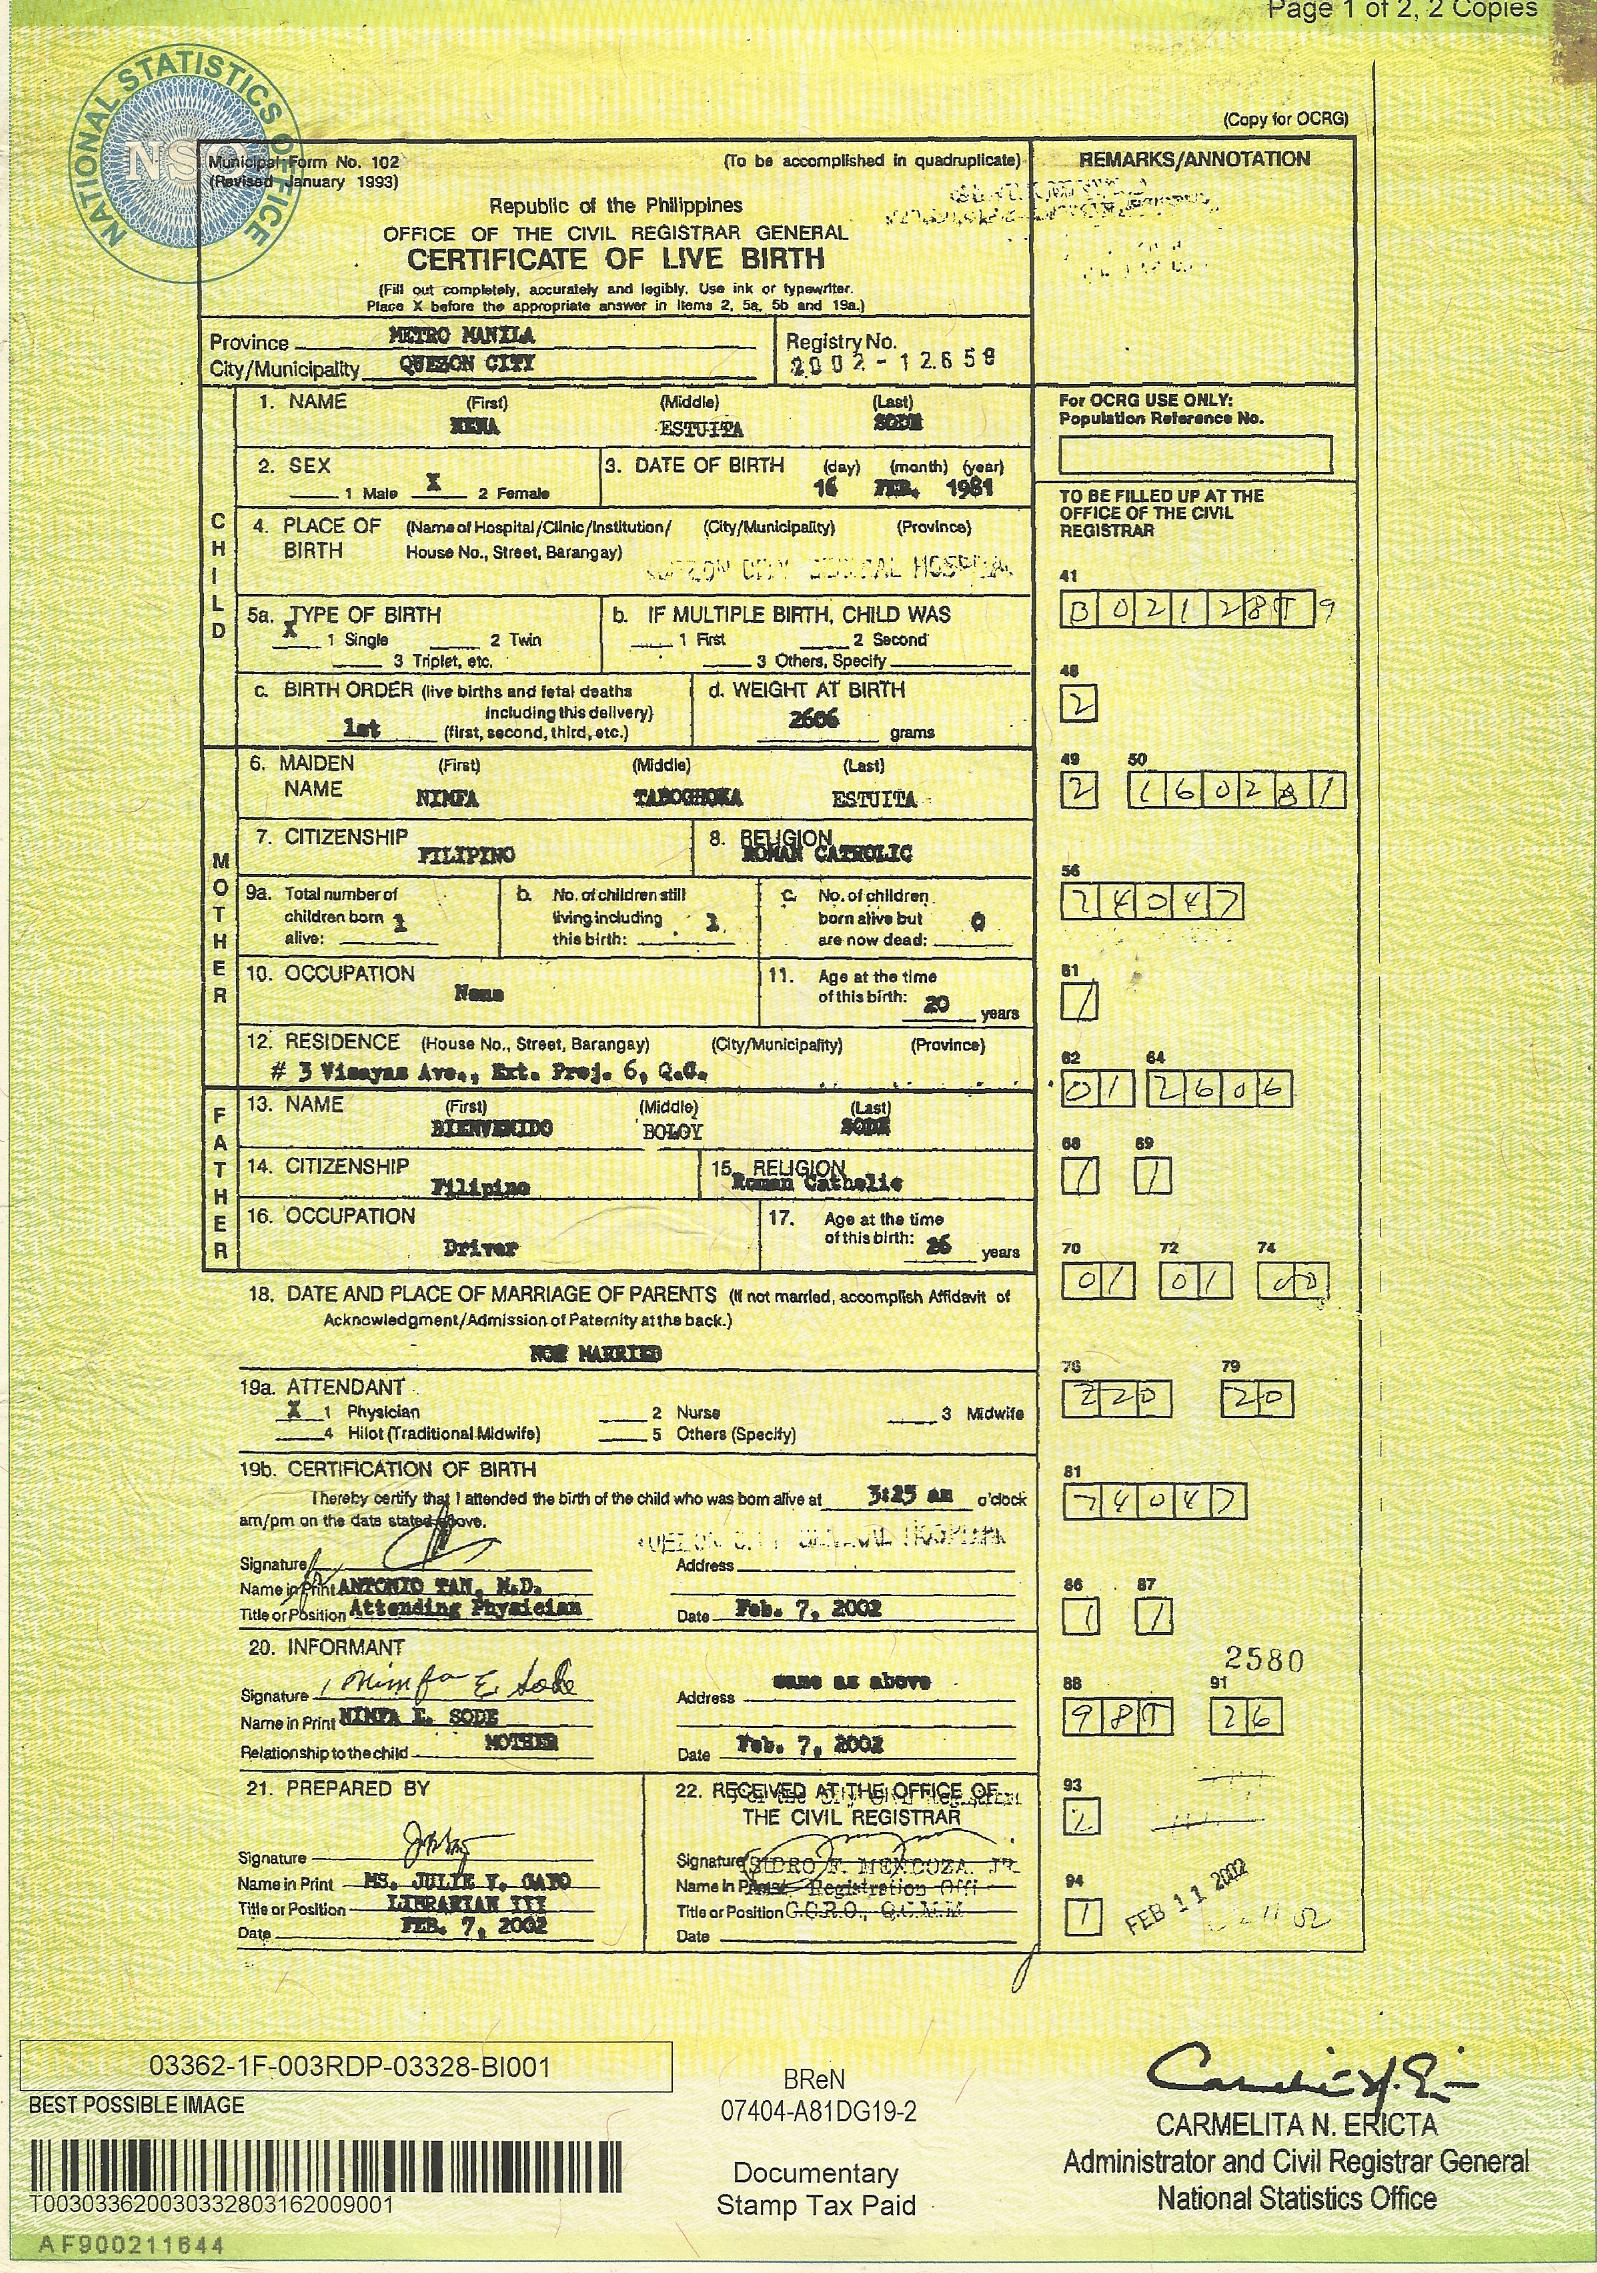 Page 1 of 2, 2 Copies
NATIONAL STATISTICS OFFICE
NSO
(Copy for OCRG)
Municipal Form No. 102
(Revised January 1993)
(To be accomplished in quadruplicate)
REMARKS/ANNOTATION
Republic of the Philippines
OFFICE OF THE CIVIL REGISTRAR GENERAL
CERTIFICATE OF LIVE BIRTH
(Fill out completely, accurately and legibly. Use ink or typewriter.
Place X before the appropriate answer in Items 2, 5a, 5b and 19a.)
Province METRO MANILA
City/Municipality QUEZON CITY
Registry No.
2002-12658
CHILD
1. NAME (First) (Middle) (Last)
NENA ESTUITA SODE
For OCRG USE ONLY:
Population Reference No.
2. SEX
1 Male X 2 Female
3. DATE OF BIRTH (day) (month) (year)
16 FEB. 1981
TO BE FILLED UP AT THE
OFFICE OF THE CIVIL
REGISTRAR
4. PLACE OF BIRTH (Name of Hospital/Clinic/Institution/ (City/Municipality) (Province)
House No., Street, Barangay)
QUEZON CITY GENERAL HOSPITAL
41
5a. TYPE OF BIRTH
X 1 Single 2 Twin
3 Triplet, etc.
b. IF MULTIPLE BIRTH, CHILD WAS
1 First 2 Second
3 Others, Specify
c. BIRTH ORDER (live births and fetal deaths
including this delivery)
1st (first, second, third, etc.)
d. WEIGHT AT BIRTH
2606 grams
48
2
MOTHER
6. MAIDEN NAME (First) (Middle) (Last)
NIMFA TABOGHOKA ESTUITA
49 50
2 160281
7. CITIZENSHIP
FILIPINO
8. RELIGION
ROMAN CATHOLIC
9a. Total number of
children born
alive: 1
b. No. of children still
living including
this birth: 1
c. No. of children
born alive but
are now dead: 0
56
74047
10. OCCUPATION
None
11. Age at the time
of this birth: 20 years
61
1
12. RESIDENCE (House No., Street, Barangay) (City/Municipality) (Province)
# 3 Visayas Ave., Ext. Proj. 6, Q.C.
62 64
01 2606
FATHER
13. NAME (First) (Middle) (Last)
BIENVENIDO BOLOY SODE
14. CITIZENSHIP
Filipino
15. RELIGION
Roman Catholic
68 69
1 1
16. OCCUPATION
Driver
17. Age at the time
of this birth: 26 years
70 72 74
01 01 00
18. DATE AND PLACE OF MARRIAGE OF PARENTS (If not married, accomplish Affidavit of
Acknowledgment/Admission of Paternity at the back.)
NOT MARRIED
19a. ATTENDANT
X 1 Physician 2 Nurse 3 Midwife
4 Hilot (Traditional Midwife) 5 Others (Specify)
76 79
220 20
19b. CERTIFICATION OF BIRTH
I hereby certify that I attended the birth of the child who was born alive at 3:25 am o'clock
am/pm on the date stated above.
81
74047
QUEZON CITY GENERAL HOSPITAL
Signature
Address
Name in Print ANTONIO TAN, M.D.
Title or Position Attending Physician
Date Feb. 7, 2002
86 87
1 1
20. INFORMANT
Signature Nimfa E. Sode
Address same as above
Name in Print NIMFA E. SODE
Relationship to the child MOTHER
Date Feb. 7, 2002
2580
88 91
98T 26
21. PREPARED BY
Signature
Name in Print MS. JULIE V. GAYO
Title or Position LIBRARIAN III
Date FEB. 7, 2002
22. RECEIVED AT THE OFFICE OF
THE CIVIL REGISTRAR
Signature ISIDRO F. MENDOZA JR.
Name in Print Registration Offi
Title or Position C.C.R.O., Q.C.M.M
Date
93
2
94
1
FEB 11 2002
03362-1F-003RDP-03328-BI001
BEST POSSIBLE IMAGE
T003033620030332803162009001
AF900211644
BReN
07404-A81DG19-2
Documentary
Stamp Tax Paid
CARMELITA N. ERICTA
Administrator and Civil Registrar General
National Statistics Office